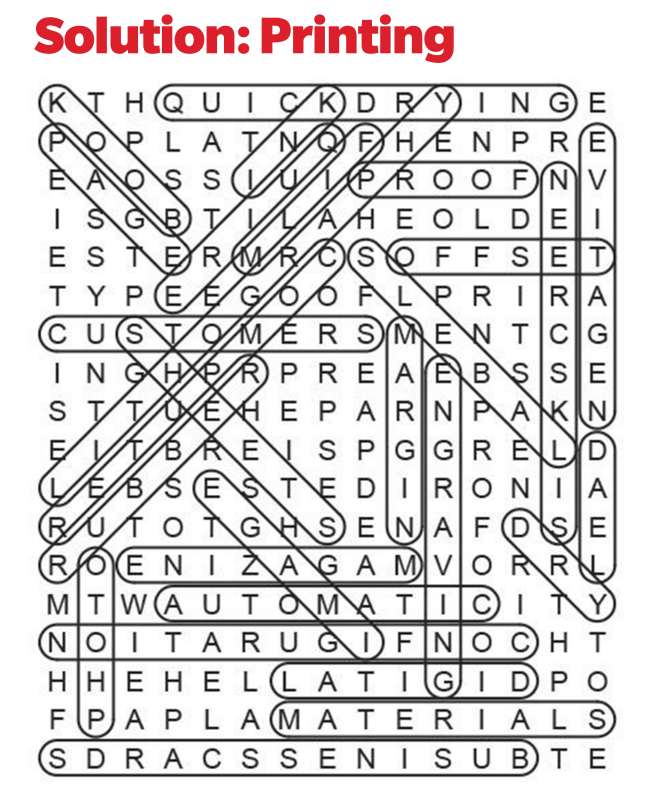 Solution: Printing
K T H Q U I C K D R Y I N G E
P O P L A T N Q F H E N P R E
E A O S S I U I P R O O F N V
I S G B T I L A H E O L D E I
E S T E R M R C S O F F S E T
T Y P E E G O O F L P R I R A
C U S T O M E R S M E N T C G
I N G H P R P R E A E B S S E
S T T U E H E P A R N P A K N
E I T B R E I S P G G R E L D
L E B S E S T E D I R O N I A
R U T O T G H S E N A F D S E
R O E N I Z A G A M V O R R L
M T W A U T O M A T I C I T Y
N O I T A R U G I F N O C H T
H H E H E L L A T I G I D P O
F P A P L A M A T E R I A L S
S D R A C S S E N I S U B T E